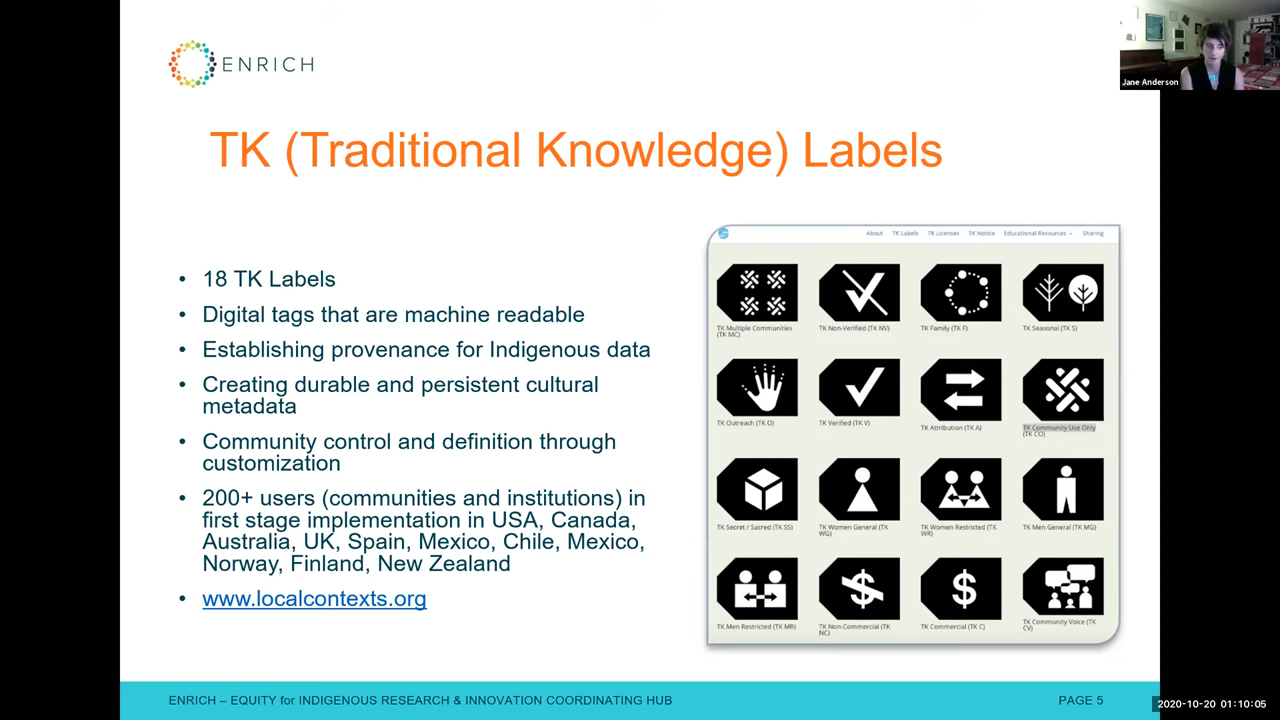 ENRICH
Jane Anderson
TK (Traditional Knowledge) Labels
• 18 TK Labels
• Digital tags that are machine readable
• Establishing provenance for Indigenous data
• Creating durable and persistent cultural
metadata
• Community control and definition through
customization
• 200+ users (communities and institutions) in
first stage implementation in USA, Canada,
Australia, UK, Spain, Mexico, Chile, Mexico,
Norway, Finland, New Zealand
• www.localcontexts.org
About TK Labels TK Licenses TK Notice Educational Resources Sharing
TK Multiple Communities
(TK MC)
TK Non-Verified (TK NV)
TK Family (TK F)
TK Seasonal (TK S)
TK Outreach (TK O)
TK Verified (TK V)
TK Attribution (TK A)
TK Community Use Only
(TK CO)
TK Secret / Sacred (TK SS)
TK Women General (TK
WG)
TK Women Restricted (TK
WR)
TK Men General (TK MG)
TK Men Restricted (TK MR)
TK Non-Commercial (TK
NC)
TK Commercial (TK C)
TK Community Voice (TK
CV)
ENRICH – EQUITY for INDIGENOUS RESEARCH & INNOVATION COORDINATING HUB
PAGE 5
2020-10-20 01:10:05